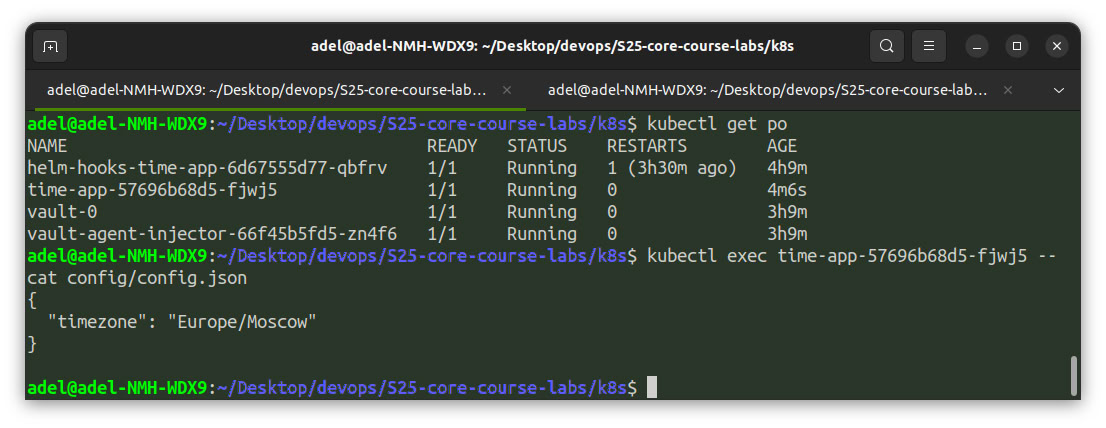 adel@adel-NMH-WDX9: ~/Desktop/devops/S25-core-course-labs/k8s
adel@adel-NMH-WDX9: ~/Desktop/devops/S25-core-course-lab...
adel@adel-NMH-WDX9: ~/Desktop/devops/S25-core-course-lab...
adel@adel-NMH-WDX9:~/Desktop/devops/S25-core-course-labs/k8s$ kubectl get po
NAME READY STATUS RESTARTS AGE
helm-hooks-time-app-6d67555d77-qbfrv 1/1 Running 1 (3h30m ago) 4h9m
time-app-57696b68d5-fjwj5 1/1 Running 0 4m6s
vault-0 1/1 Running 0 3h9m
vault-agent-injector-66f45b5fd5-zn4f6 1/1 Running 0 3h9m
adel@adel-NMH-WDX9:~/Desktop/devops/S25-core-course-labs/k8s$ kubectl exec time-app-57696b68d5-fjwj5 --
cat config/config.json
{
  "timezone": "Europe/Moscow"
}
adel@adel-NMH-WDX9:~/Desktop/devops/S25-core-course-labs/k8s$